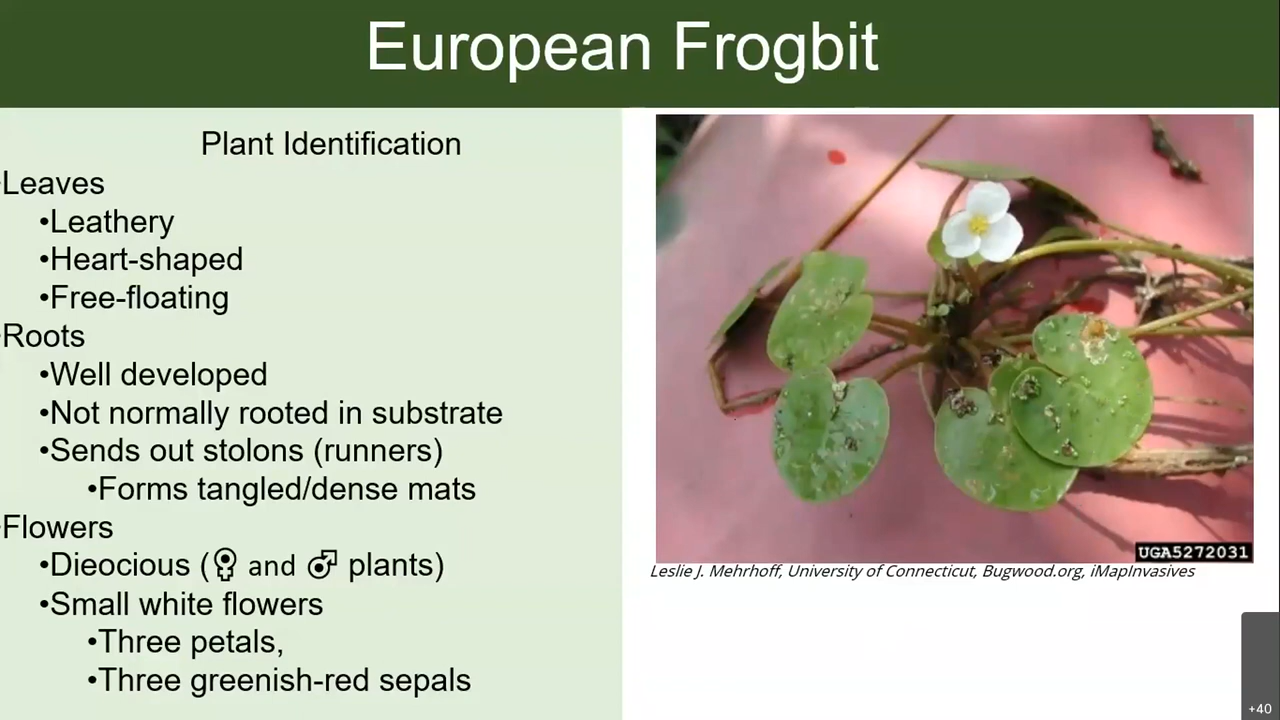 European Frogbit
Plant Identification
•Leaves
•Leathery
•Heart-shaped
•Free-floating
•Roots
•Well developed
•Not normally rooted in substrate
•Sends out stolons (runners)
•Forms tangled/dense mats
•Flowers
•Dieocious (♀ and ♂ plants)
•Small white flowers
•Three petals,
•Three greenish-red sepals
UGA5272031
Leslie J. Mehrhoff, University of Connecticut, Bugwood.org, iMapInvasives
+40